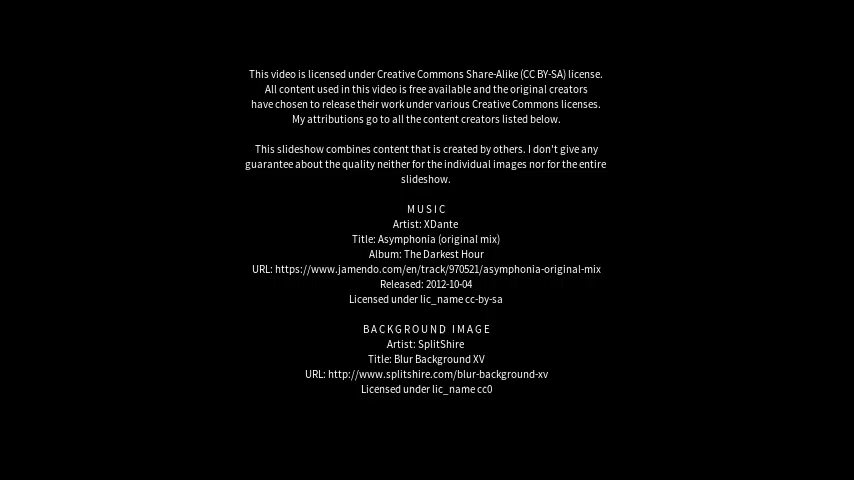 This video is licensed under Creative Commons Share-Alike (CC BY-SA) license.
All content used in this video is free available and the original creators
have chosen to release their work under various Creative Commons licenses.
My attributions go to all the content creators listed below.
This slideshow combines content that is created by others. I don't give any
guarantee about the quality neither for the individual images nor for the entire
slideshow.
M U S I C
Artist: XDante
Title: Asymphonia (original mix)
Album: The Darkest Hour
URL: https://www.jamendo.com/en/track/970521/asymphonia-original-mix
Released: 2012-10-04
Licensed under lic_name cc-by-sa
B A C K G R O U N D   I M A G E
Artist: SplitShire
Title: Blur Background XV
URL: http://www.splitshire.com/blur-background-xv
Licensed under lic_name cc0